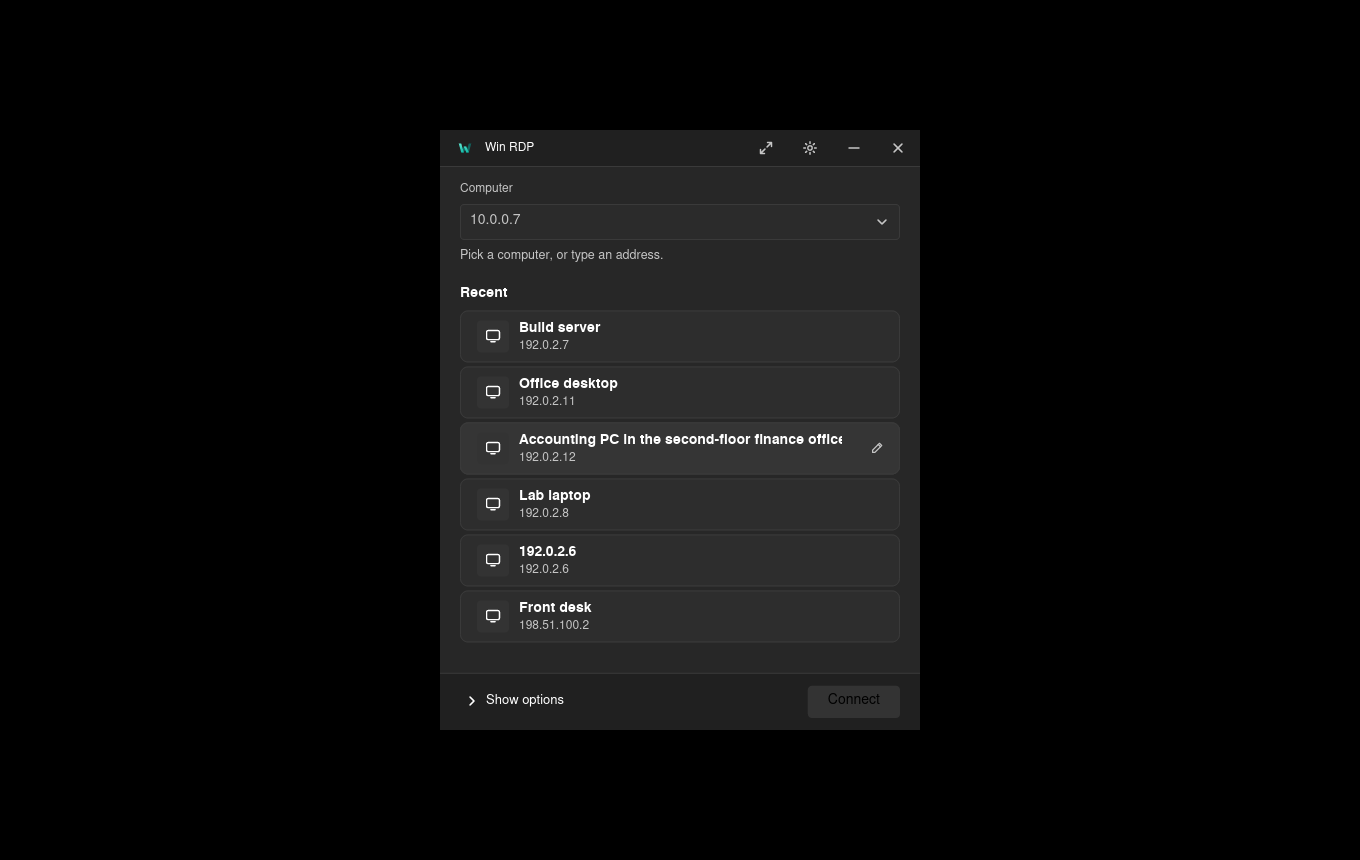 Win RDP
Computer
10.0.0.7
Pick a computer, or type an address.
Recent
Build server
192.0.2.7
Office desktop
192.0.2.11
Accounting PC in the second-floor finance office
192.0.2.12
Lab laptop
192.0.2.8
192.0.2.6
192.0.2.6
Front desk
198.51.100.2
Show options
Connect